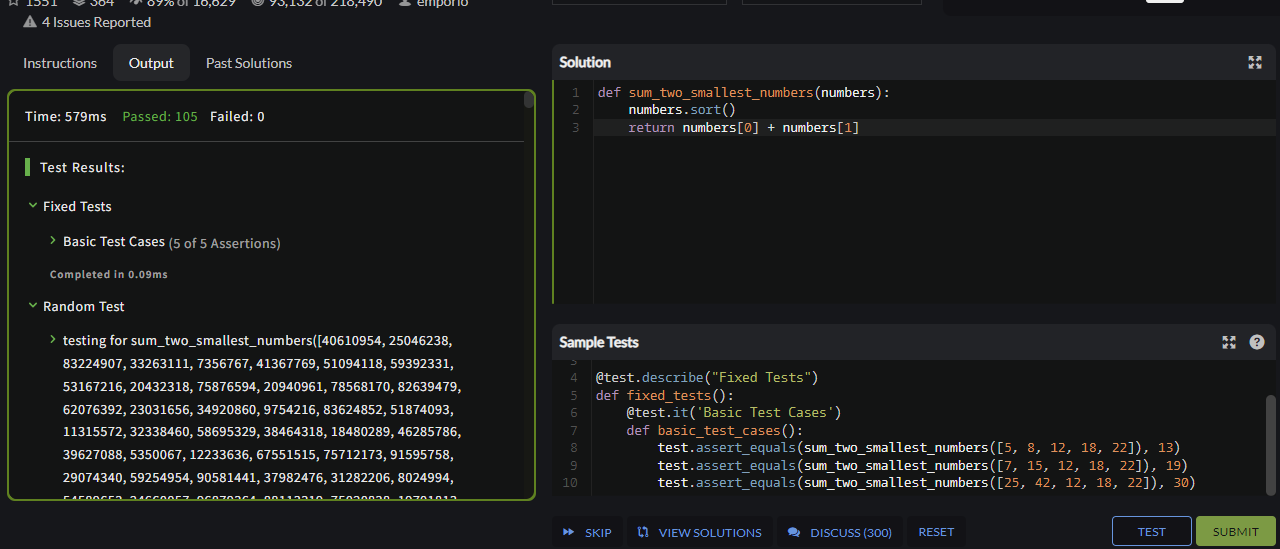 1551 364 89% of 16,629 93,132 of 218,490 emporio
4 Issues Reported
Instructions Output Past Solutions
Time: 579ms Passed: 105 Failed: 0
Test Results:
Fixed Tests
Basic Test Cases (5 of 5 Assertions)
Completed in 0.09ms
Random Test
testing for sum_two_smallest_numbers([40610954, 25046238,
83224907, 33263111, 7356767, 41367769, 51094118, 59392331,
53167216, 20432318, 75876594, 20940961, 78568170, 82639479,
62076392, 23031656, 34920860, 9754216, 83624852, 51874093,
11315572, 32338460, 58695329, 38464318, 18480289, 46285786,
39627088, 5350067, 12233636, 67551515, 75712173, 91595758,
29074340, 59254954, 90581441, 37982476, 31282206, 8024994,
Solution
1 def sum_two_smallest_numbers(numbers):
2 numbers.sort()
3 return numbers[0] + numbers[1]
Sample Tests
3
4 @test.describe("Fixed Tests")
5 def fixed_tests():
6 @test.it('Basic Test Cases')
7 def basic_test_cases():
8 test.assert_equals(sum_two_smallest_numbers([5, 8, 12, 18, 22]), 13)
9 test.assert_equals(sum_two_smallest_numbers([7, 15, 12, 18, 22]), 19)
10 test.assert_equals(sum_two_smallest_numbers([25, 42, 12, 18, 22]), 30)
SKIP VIEW SOLUTIONS DISCUSS (300) RESET TEST SUBMIT